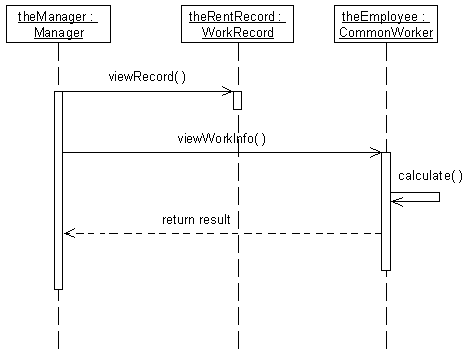 theManager :
Manager
theRentRecord :
WorkRecord
theEmployee :
CommonWorker
viewRecord( )
viewWorkInfo( )
calculate( )
return result